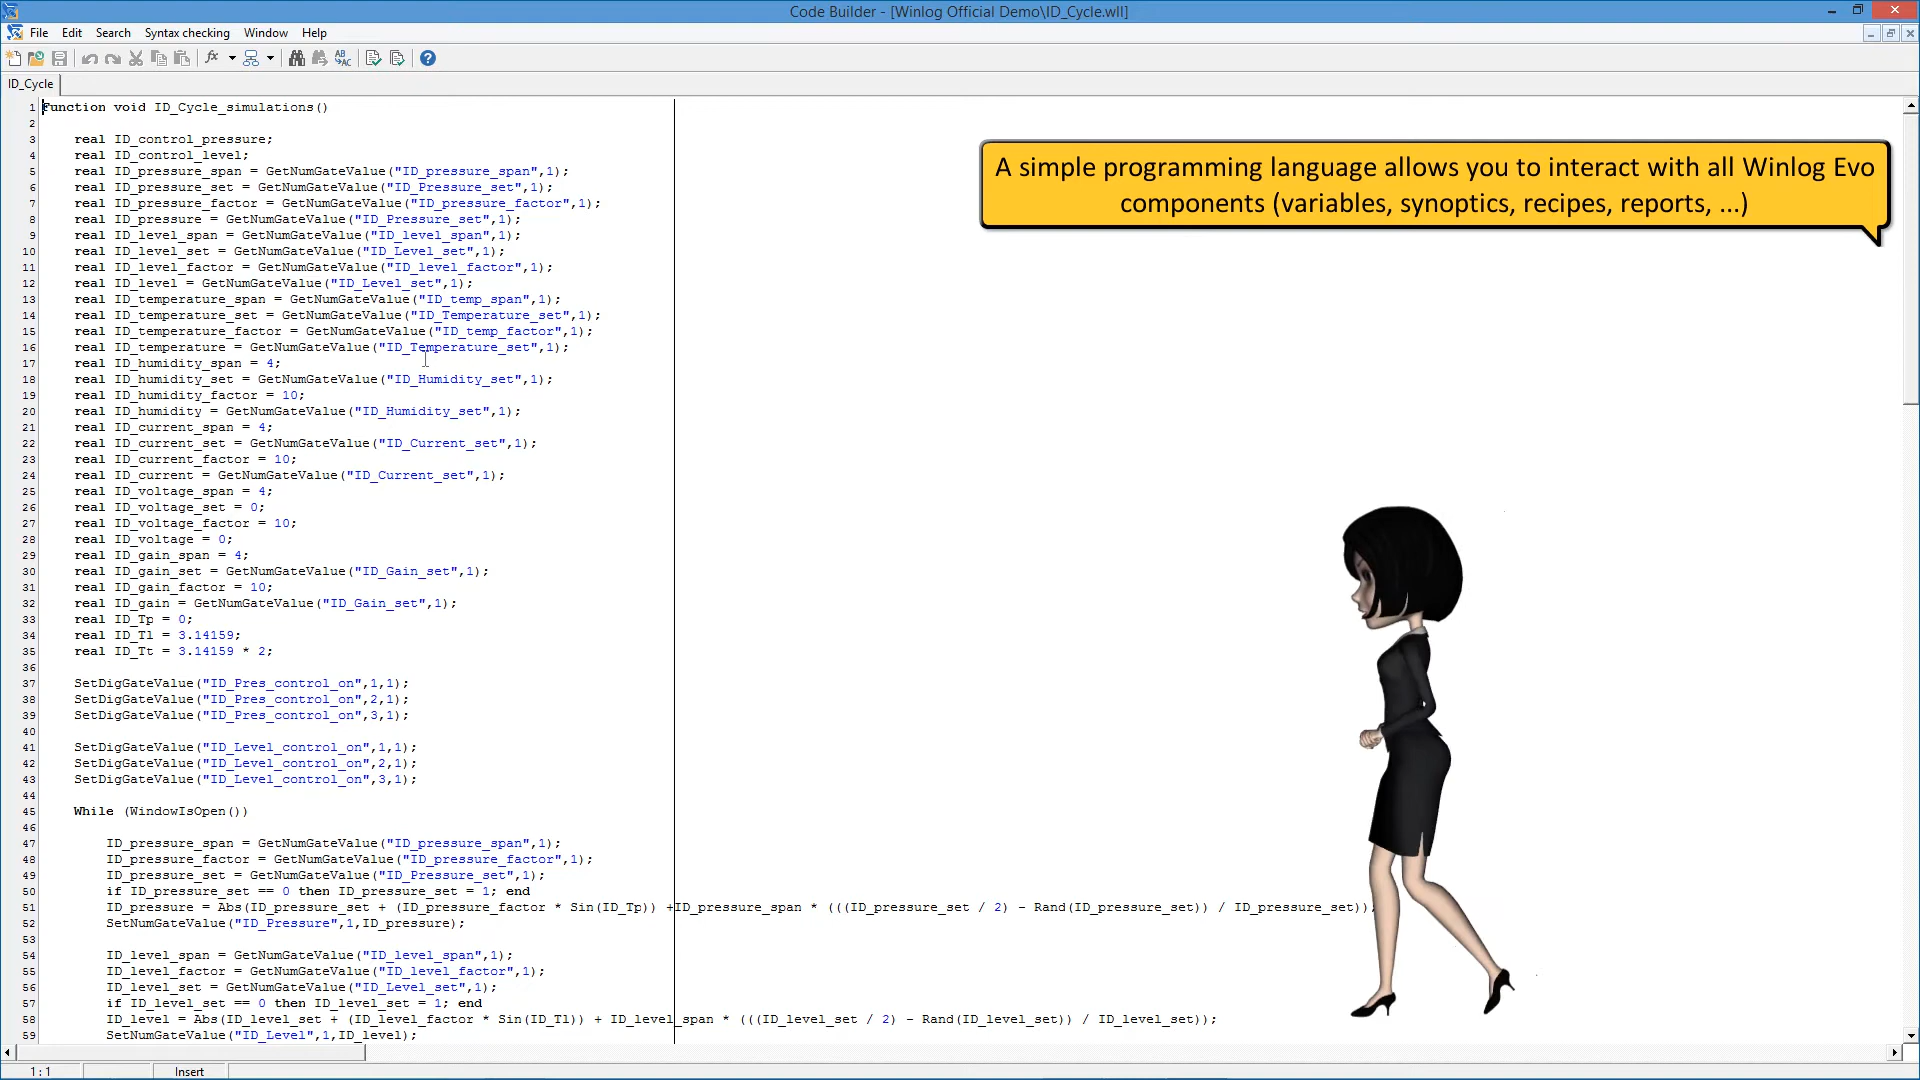 Code Builder - [Winlog Official Demo\ID_Cycle.wll]
File Edit Search Syntax checking Window Help
ID_Cycle
1 Function void ID_Cycle_simulations()
2
3 real ID_control_pressure;
4 real ID_control_level;
5 real ID_pressure_span = GetNumGateValue("ID_pressure_span",1);
6 real ID_pressure_set = GetNumGateValue("ID_Pressure_set",1);
7 real ID_pressure_factor = GetNumGateValue("ID_pressure_factor",1);
8 real ID_pressure = GetNumGateValue("ID_Pressure_set",1);
9 real ID_level_span = GetNumGateValue("ID_level_span",1);
10 real ID_level_set = GetNumGateValue("ID_Level_set",1);
11 real ID_level_factor = GetNumGateValue("ID_level_factor",1);
12 real ID_level = GetNumGateValue("ID_Level_set",1);
13 real ID_temperature_span = GetNumGateValue("ID_temp_span",1);
14 real ID_temperature_set = GetNumGateValue("ID_Temperature_set",1);
15 real ID_temperature_factor = GetNumGateValue("ID_temp_factor",1);
16 real ID_temperature = GetNumGateValue("ID_Temperature_set",1);
17 real ID_humidity_span = 4;
18 real ID_humidity_set = GetNumGateValue("ID_Humidity_set",1);
19 real ID_humidity_factor = 10;
20 real ID_humidity = GetNumGateValue("ID_Humidity_set",1);
21 real ID_current_span = 4;
22 real ID_current_set = GetNumGateValue("ID_Current_set",1);
23 real ID_current_factor = 10;
24 real ID_current = GetNumGateValue("ID_Current_set",1);
25 real ID_voltage_span = 4;
26 real ID_voltage_set = 0;
27 real ID_voltage_factor = 10;
28 real ID_voltage = 0;
29 real ID_gain_span = 4;
30 real ID_gain_set = GetNumGateValue("ID_Gain_set",1);
31 real ID_gain_factor = 10;
32 real ID_gain = GetNumGateValue("ID_Gain_set",1);
33 real ID_Tp = 0;
34 real ID_Tl = 3.14159;
35 real ID_Tt = 3.14159 * 2;
36
37 SetDigGateValue("ID_Pres_control_on",1,1);
38 SetDigGateValue("ID_Pres_control_on",2,1);
39 SetDigGateValue("ID_Pres_control_on",3,1);
40
41 SetDigGateValue("ID_Level_control_on",1,1);
42 SetDigGateValue("ID_Level_control_on",2,1);
43 SetDigGateValue("ID_Level_control_on",3,1);
44
45 While (WindowIsOpen())
46
47 ID_pressure_span = GetNumGateValue("ID_pressure_span",1);
48 ID_pressure_factor = GetNumGateValue("ID_pressure_factor",1);
49 ID_pressure_set = GetNumGateValue("ID_Pressure_set",1);
50 if ID_pressure_set == 0 then ID_pressure_set = 1; end
51 ID_pressure = Abs(ID_pressure_set + (ID_pressure_factor * Sin(ID_Tp)) +ID_pressure_span * (((ID_pressure_set / 2) - Rand(ID_pressure_set)) / ID_pressure_set));
52 SetNumGateValue("ID_Pressure",1,ID_pressure);
53
54 ID_level_span = GetNumGateValue("ID_level_span",1);
55 ID_level_factor = GetNumGateValue("ID_level_factor",1);
56 ID_level_set = GetNumGateValue("ID_Level_set",1);
57 if ID_level_set == 0 then ID_level_set = 1; end
58 ID_level = Abs(ID_level_set + (ID_level_factor * Sin(ID_Tl)) + ID_level_span * (((ID_level_set / 2) - Rand(ID_level_set)) / ID_level_set));
59 SetNumGateValue("ID_Level",1,ID_level);
A simple programming language allows you to interact with all Winlog Evo
components (variables, synoptics, recipes, reports, ...)
1 : 1 Insert